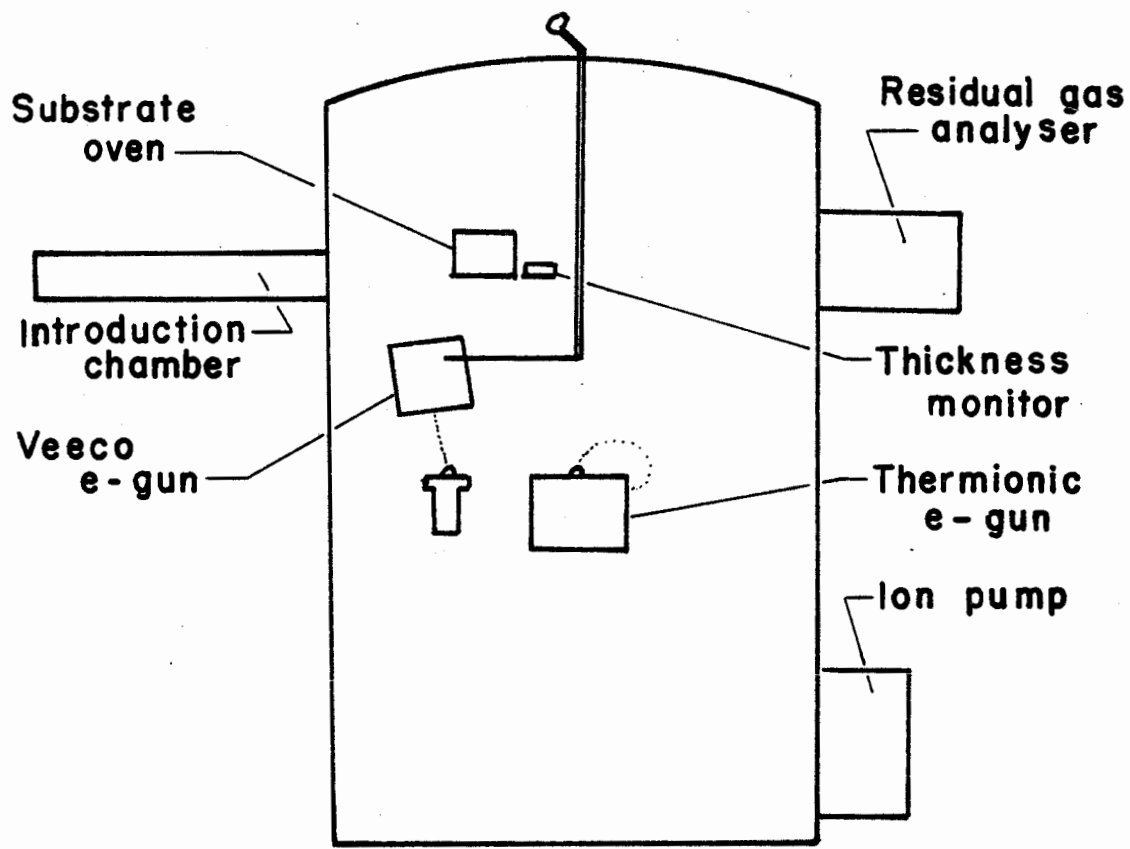 Substrate
oven
Residual gas
analyser
Introduction
chamber
Thickness
monitor
Veeco
e-gun
Thermionic
e-gun
Ion pump